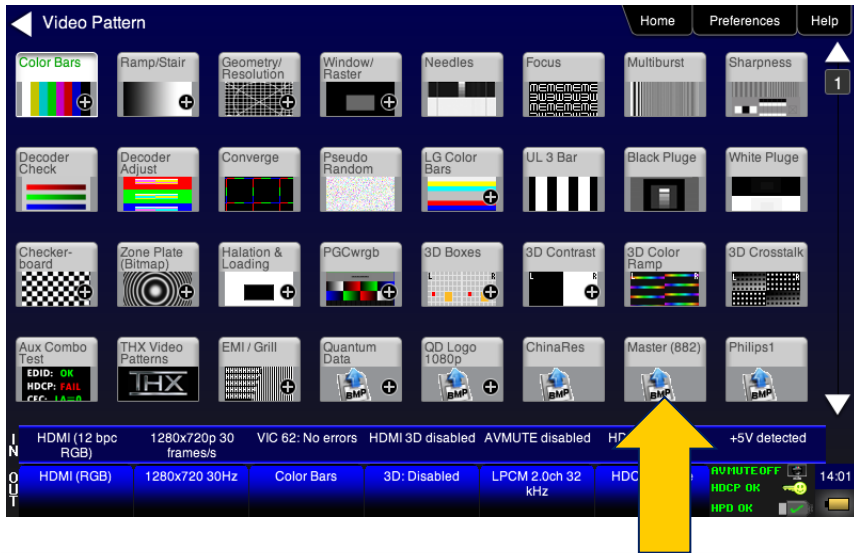 Video Pattern
Home
Preferences
Help
Color Bars
Ramp/Stair
Geometry/
Resolution
Window/
Raster
Needles
Focus
Multiburst
Sharpness
1
Decoder
Check
Decoder
Adjust
Converge
Pseudo
Random
LG Color
Bars
UL 3 Bar
Black Pluge
White Pluge
Checker-
board
Zone Plate
(Bitmap)
Halation &
Loading
PGCwrgb
3D Boxes
L R
3D Contrast
L R
3D Color
Ramp
L R
3D Crosstalk
L R
Aux Combo
Test
EDID: OK
HDCP: FAIL
CEC: LA=0
THX Video
Patterns
THX
EMI / Grill
Quantum
Data
BMP
QD Logo
1080p
BMP
ChinaRes
BMP
Master (882)
BMP
Philips1
BMP
IN
HDMI (12 bpc
RGB)
1280x720p 30
frames/s
VIC 62: No errors
HDMI 3D disabled
AVMUTE disabled
+5V detected
OUT
HDMI (RGB)
1280x720 30Hz
Color Bars
3D: Disabled
LPCM 2.0ch 32
kHz
AVMUTE OFF
HDCP OK
HPD OK
14:01